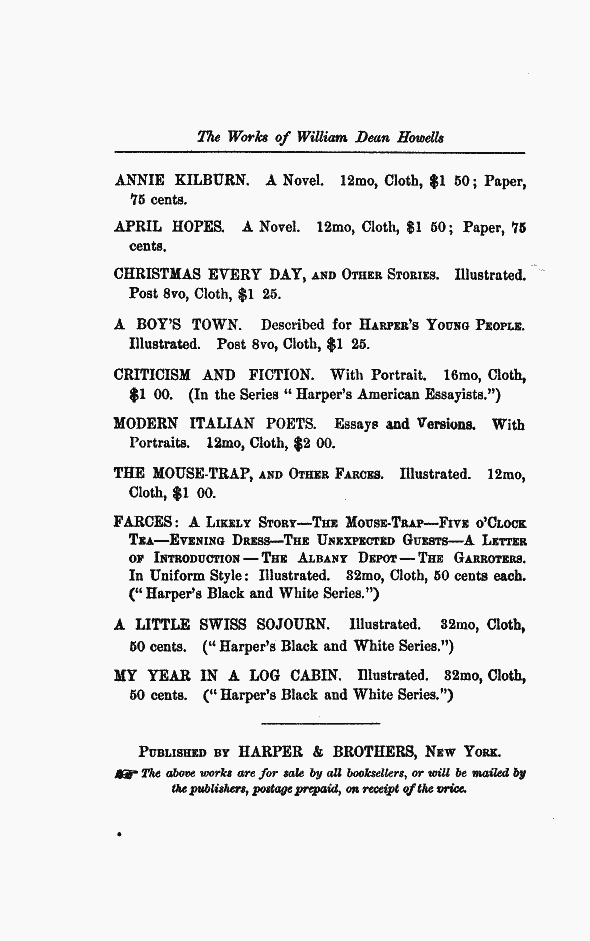 The Works of William Dean Howells
ANNIE KILBURN. A Novel. 12mo, Cloth, $1 50; Paper,
75 cents.
APRIL HOPES. A Novel. 12mo, Cloth, $1 50; Paper, 75
cents.
CHRISTMAS EVERY DAY, AND OTHER STORIES. Illustrated.
Post 8vo, Cloth, $1 25.
A BOY'S TOWN. Described for HARPER'S YOUNG PEOPLE.
Illustrated. Post 8vo, Cloth, $1 25.
CRITICISM AND FICTION. With Portrait. 16mo, Cloth,
$1 00. (In the Series "Harper's American Essayists.")
MODERN ITALIAN POETS. Essays and Versions. With
Portraits. 12mo, Cloth, $2 00.
THE MOUSE-TRAP, AND OTHER FARCES. Illustrated. 12mo,
Cloth, $1 00.
FARCES: A LIKELY STORY—THE MOUSE-TRAP—FIVE O'CLOCK
TEA—EVENING DRESS—THE UNEXPECTED GUESTS—A LETTER
OF INTRODUCTION—THE ALBANY DEPOT—THE GARROTERS.
In Uniform Style: Illustrated. 32mo, Cloth, 50 cents each.
("Harper's Black and White Series.")
A LITTLE SWISS SOJOURN. Illustrated. 32mo, Cloth,
50 cents. ("Harper's Black and White Series.")
MY YEAR IN A LOG CABIN. Illustrated. 32mo, Cloth,
50 cents. ("Harper's Black and White Series.")
PUBLISHED BY HARPER & BROTHERS, NEW YORK.
☞ The above works are for sale by all booksellers, or will be mailed by
the publishers, postage prepaid, on receipt of the price.